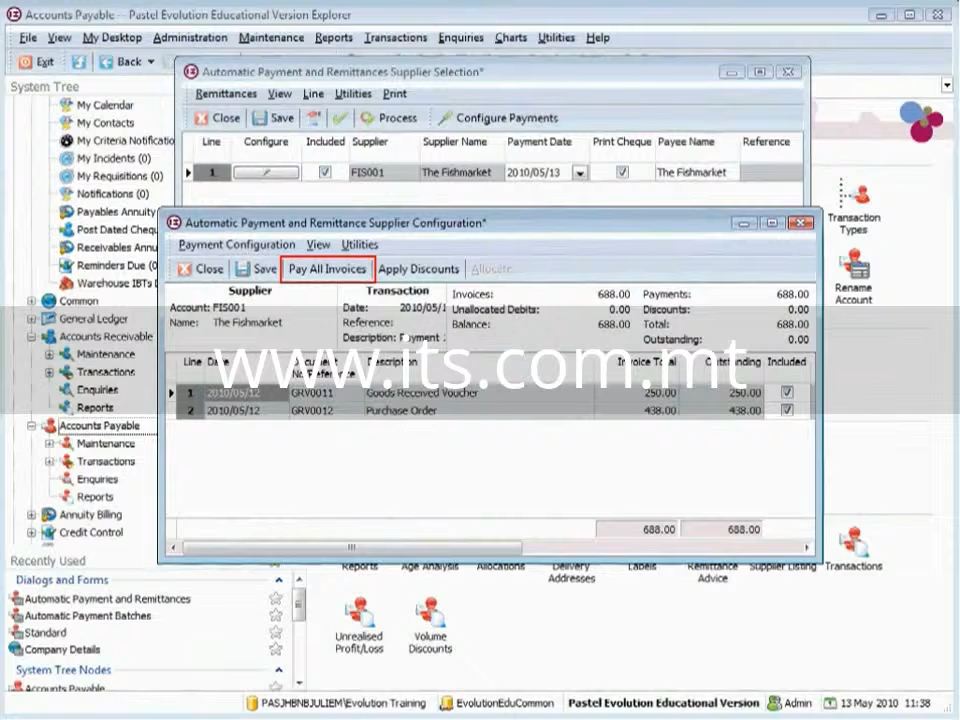 Accounts Payable -- Pastel Evolution Educational Version Explorer
File View My Desktop Administration Maintenance Reports Transactions Enquiries Charts Utilities Help
Exit Back
System Tree
My Calendar
My Contacts
My Criteria Notificatio
My Incidents (0)
My Requisitions (0)
Notifications (0)
Payables Annuity
Post Dated Chequ
Receivables Annu
Reminders Due (0
Warehouse IBTs
Common
General Ledger
Accounts Receivable
Maintenance
Transactions
Enquiries
Reports
Accounts Payable
Maintenance
Transactions
Enquiries
Reports
Annuity Billing
Credit Control
Automatic Payment and Remittances Supplier Selection*
Remittances View Line Utilities Print
Close Save Process Configure Payments
Line Configure Included Supplier Supplier Name Payment Date Print Cheque Payee Name Reference
1 FIS001 The Fishmarket 2010/05/13 The Fishmarket
Automatic Payment and Remittance Supplier Configuration*
Payment Configuration View Utilities
Close Save Pay All Invoices Apply Discounts Allocate
Supplier
Account: FIS001
Name: The Fishmarket
Transaction
Date: 2010/05/1
Reference:
Description: Payment
Invoices: 688.00
Unallocated Debits: 0.00
Balance: 688.00
Payments: 688.00
Discounts: 0.00
Total: 688.00
Outstanding: 0.00
Line Date Document No/Reference Description Invoice Total Outstanding Included
1 2010/05/12 GRV0011 Goods Received Voucher 250.00 250.00
2 2010/05/12 GRV0012 Purchase Order 438.00 438.00
688.00 688.00
www.its.com.mt
Transaction Types
Rename Account
Reports Age Analysis Allocations Delivery Addresses Labels Remittance Advice Supplier Listing Transactions
Unrealised Profit/Loss
Volume Discounts
Recently Used
Dialogs and Forms
Automatic Payment and Remittances
Automatic Payment Batches
Standard
Company Details
System Tree Nodes
Accounts Payable
PASJHBNBJULIEM\Evolution Training EvolutionEduCommon Pastel Evolution Educational Version Admin 13 May 2010 11:38